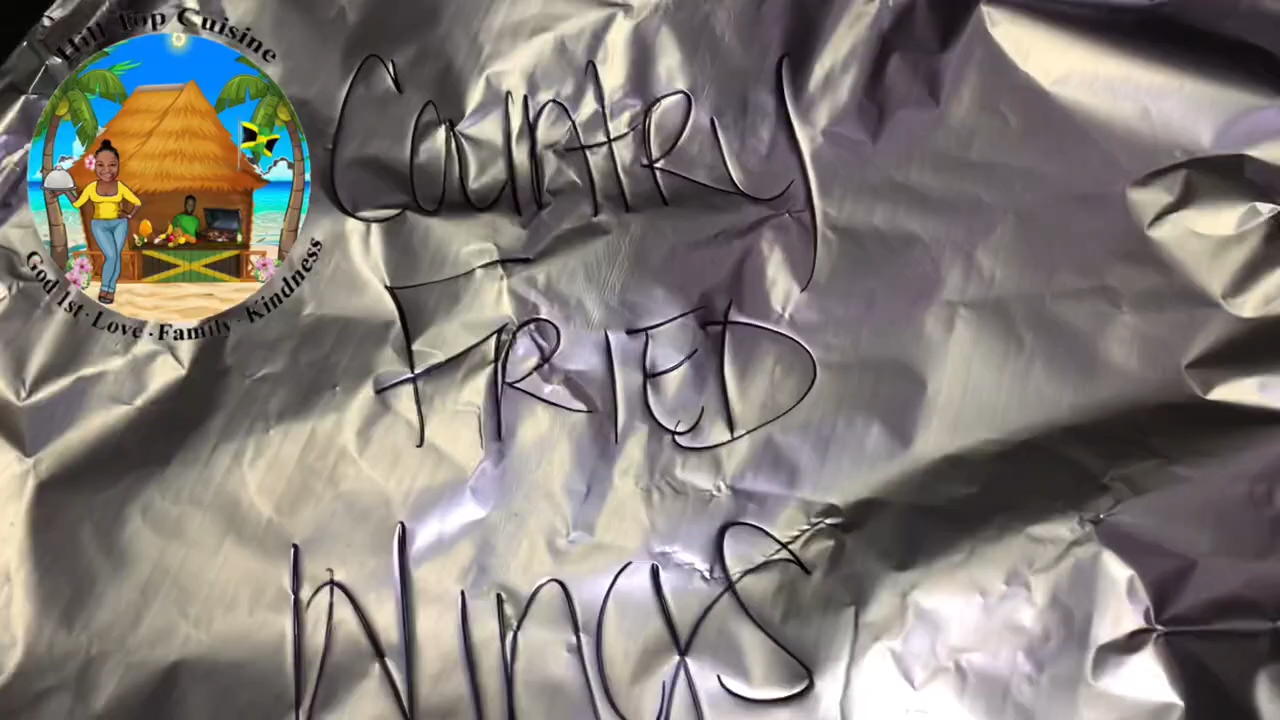 Hill Top Cuisine
God 1st · Love · Family · Kindness
Country
FRIED
Wings